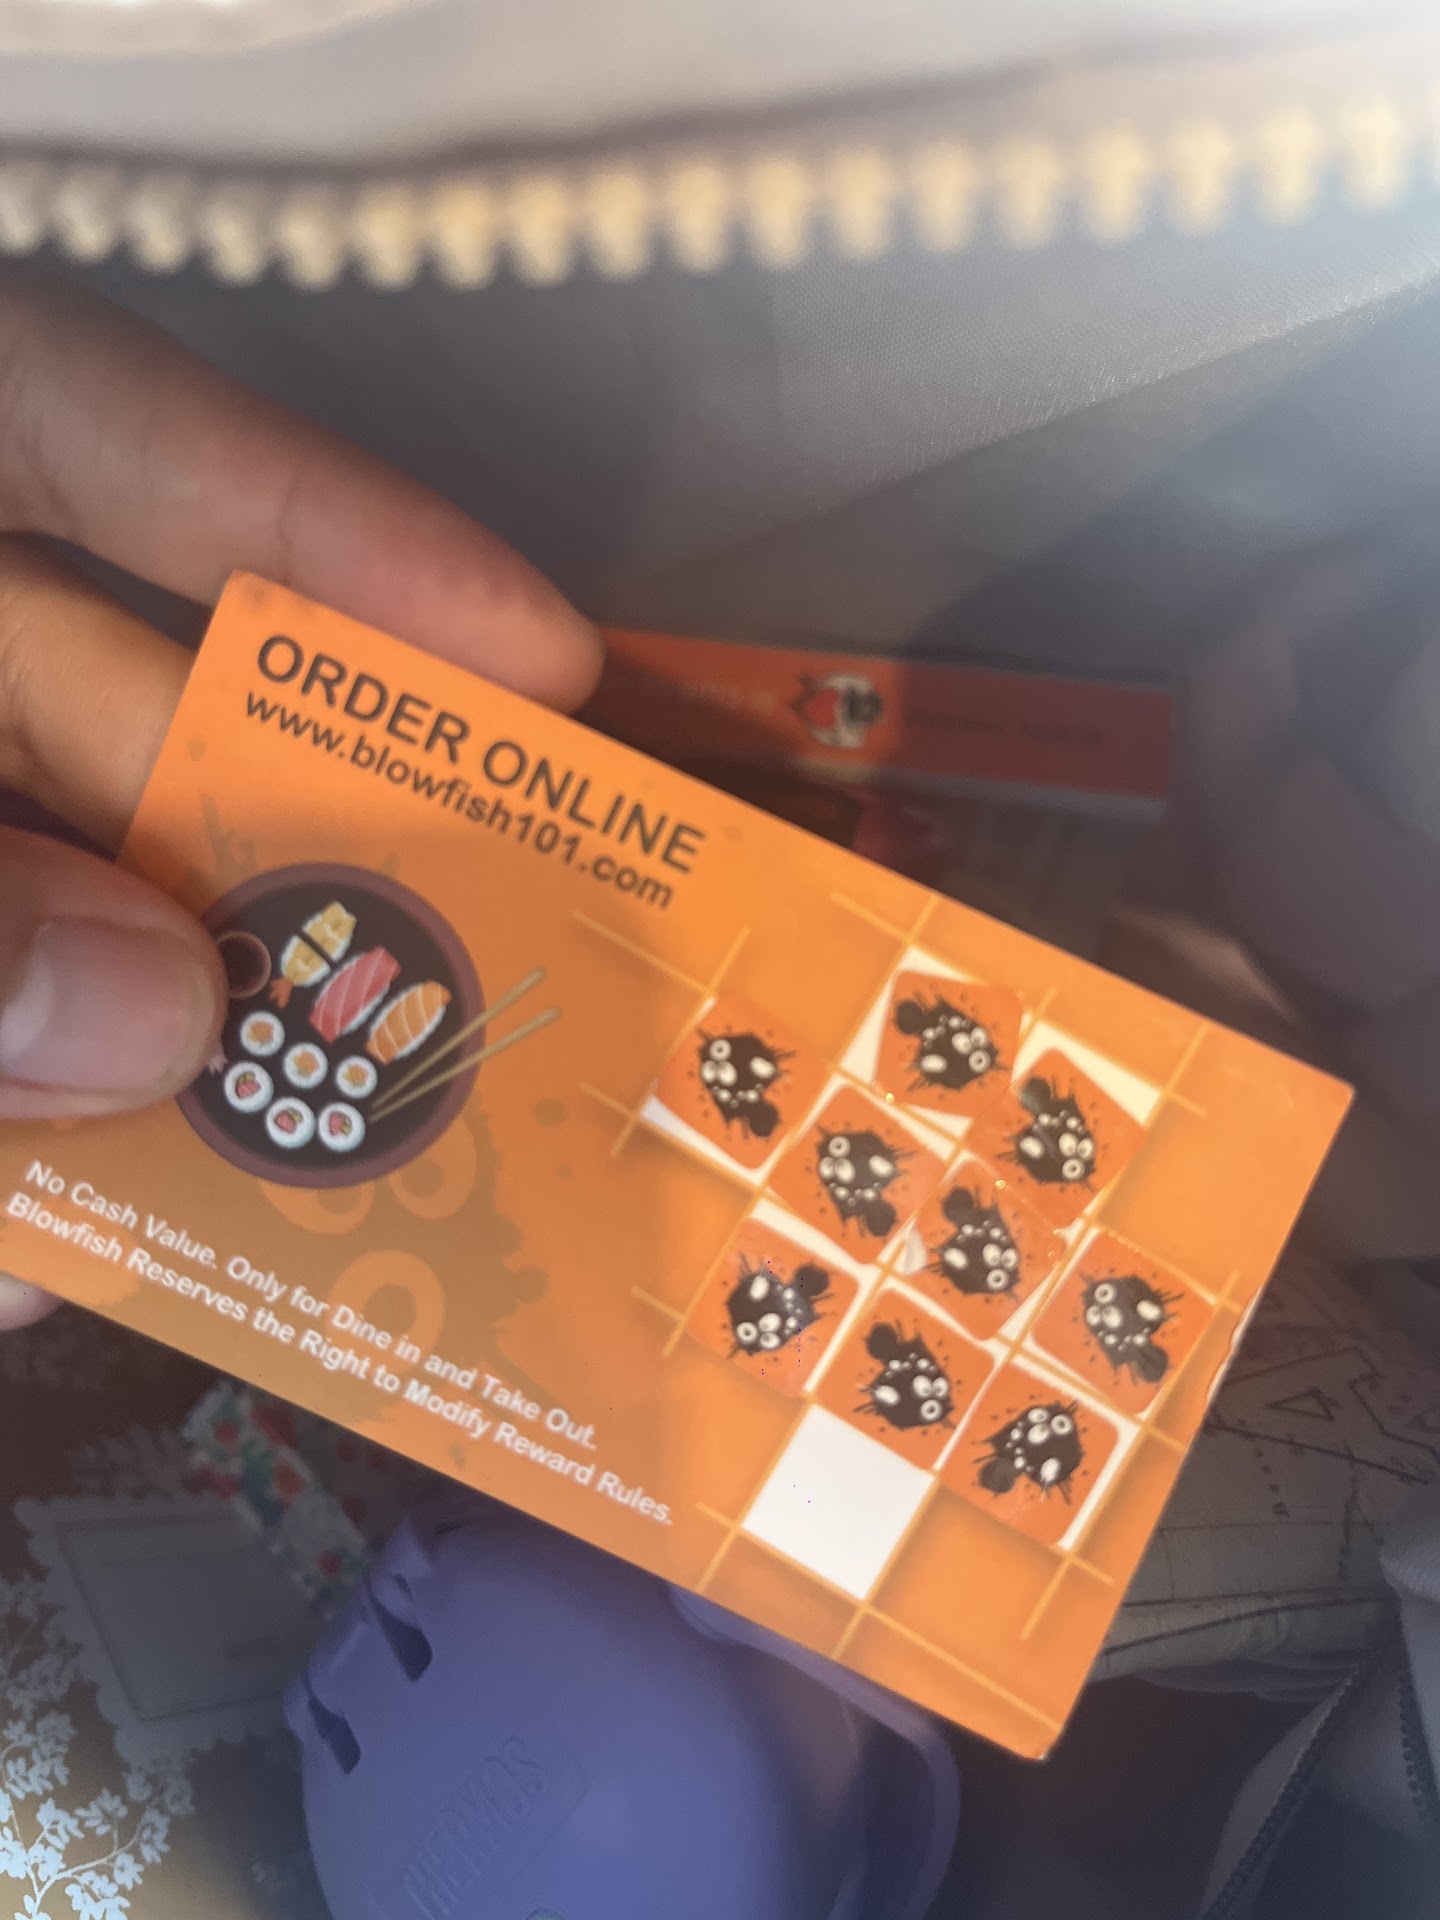 ORDER ONLINE
www.blowfish101.com
No Cash Value. Only for Dine in and Take Out.
Blowfish Reserves the Right to Modify Reward Rules.
THERMOS